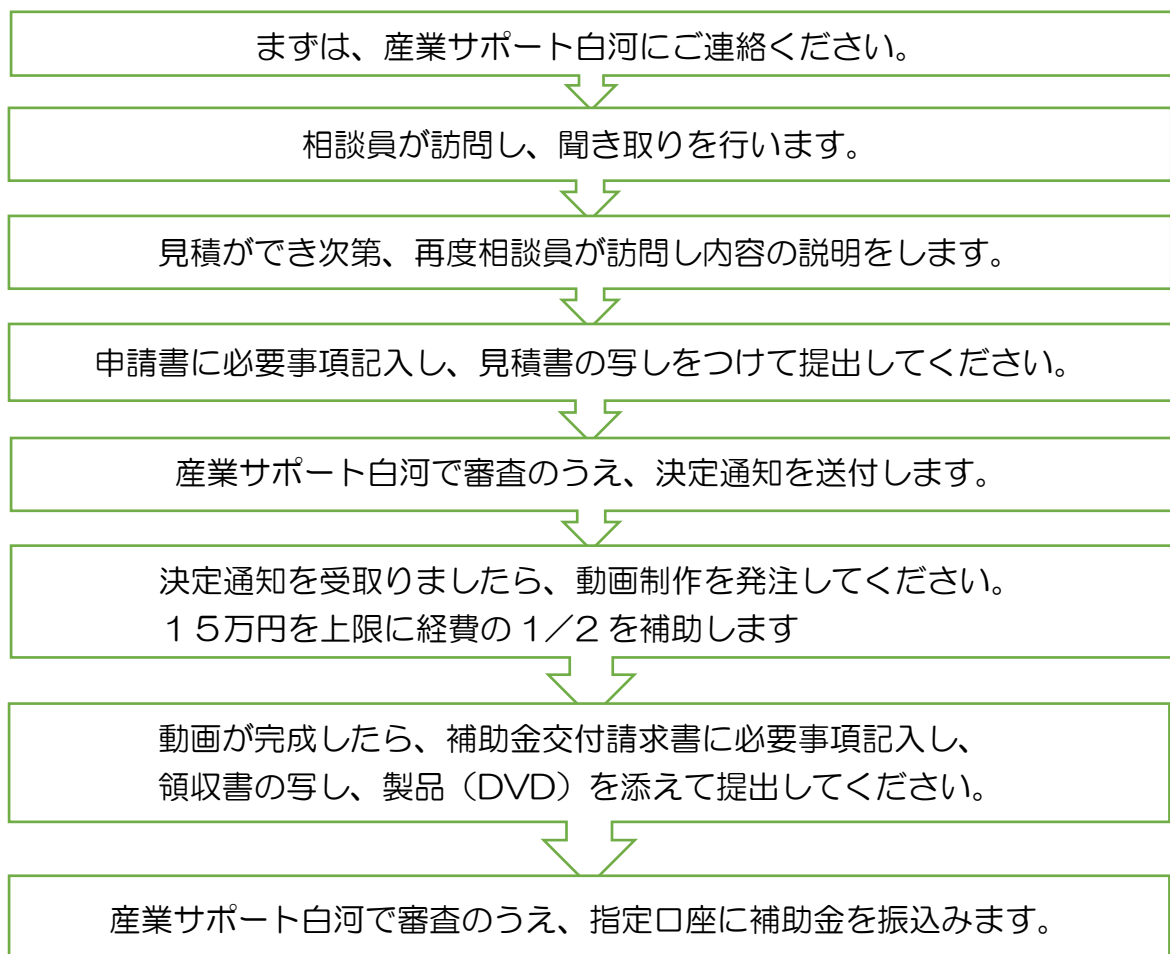 まずは、産業サポート白河にご連絡ください。
相談員が訪問し、聞き取りを行います。
見積ができ次第、再度相談員が訪問し内容の説明をします。
申請書に必要事項記入し、見積書の写しをつけて提出してください。
産業サポート白河で審査のうえ、決定通知を送付します。
決定通知を受取りましたら、動画制作を発注してください。
15万円を上限に経費の1/2を補助します
動画が完成したら、補助金交付請求書に必要事項記入し、
領収書の写し、製品（DVD）を添えて提出してください。
産業サポート白河で審査のうえ、指定口座に補助金を振込みます。